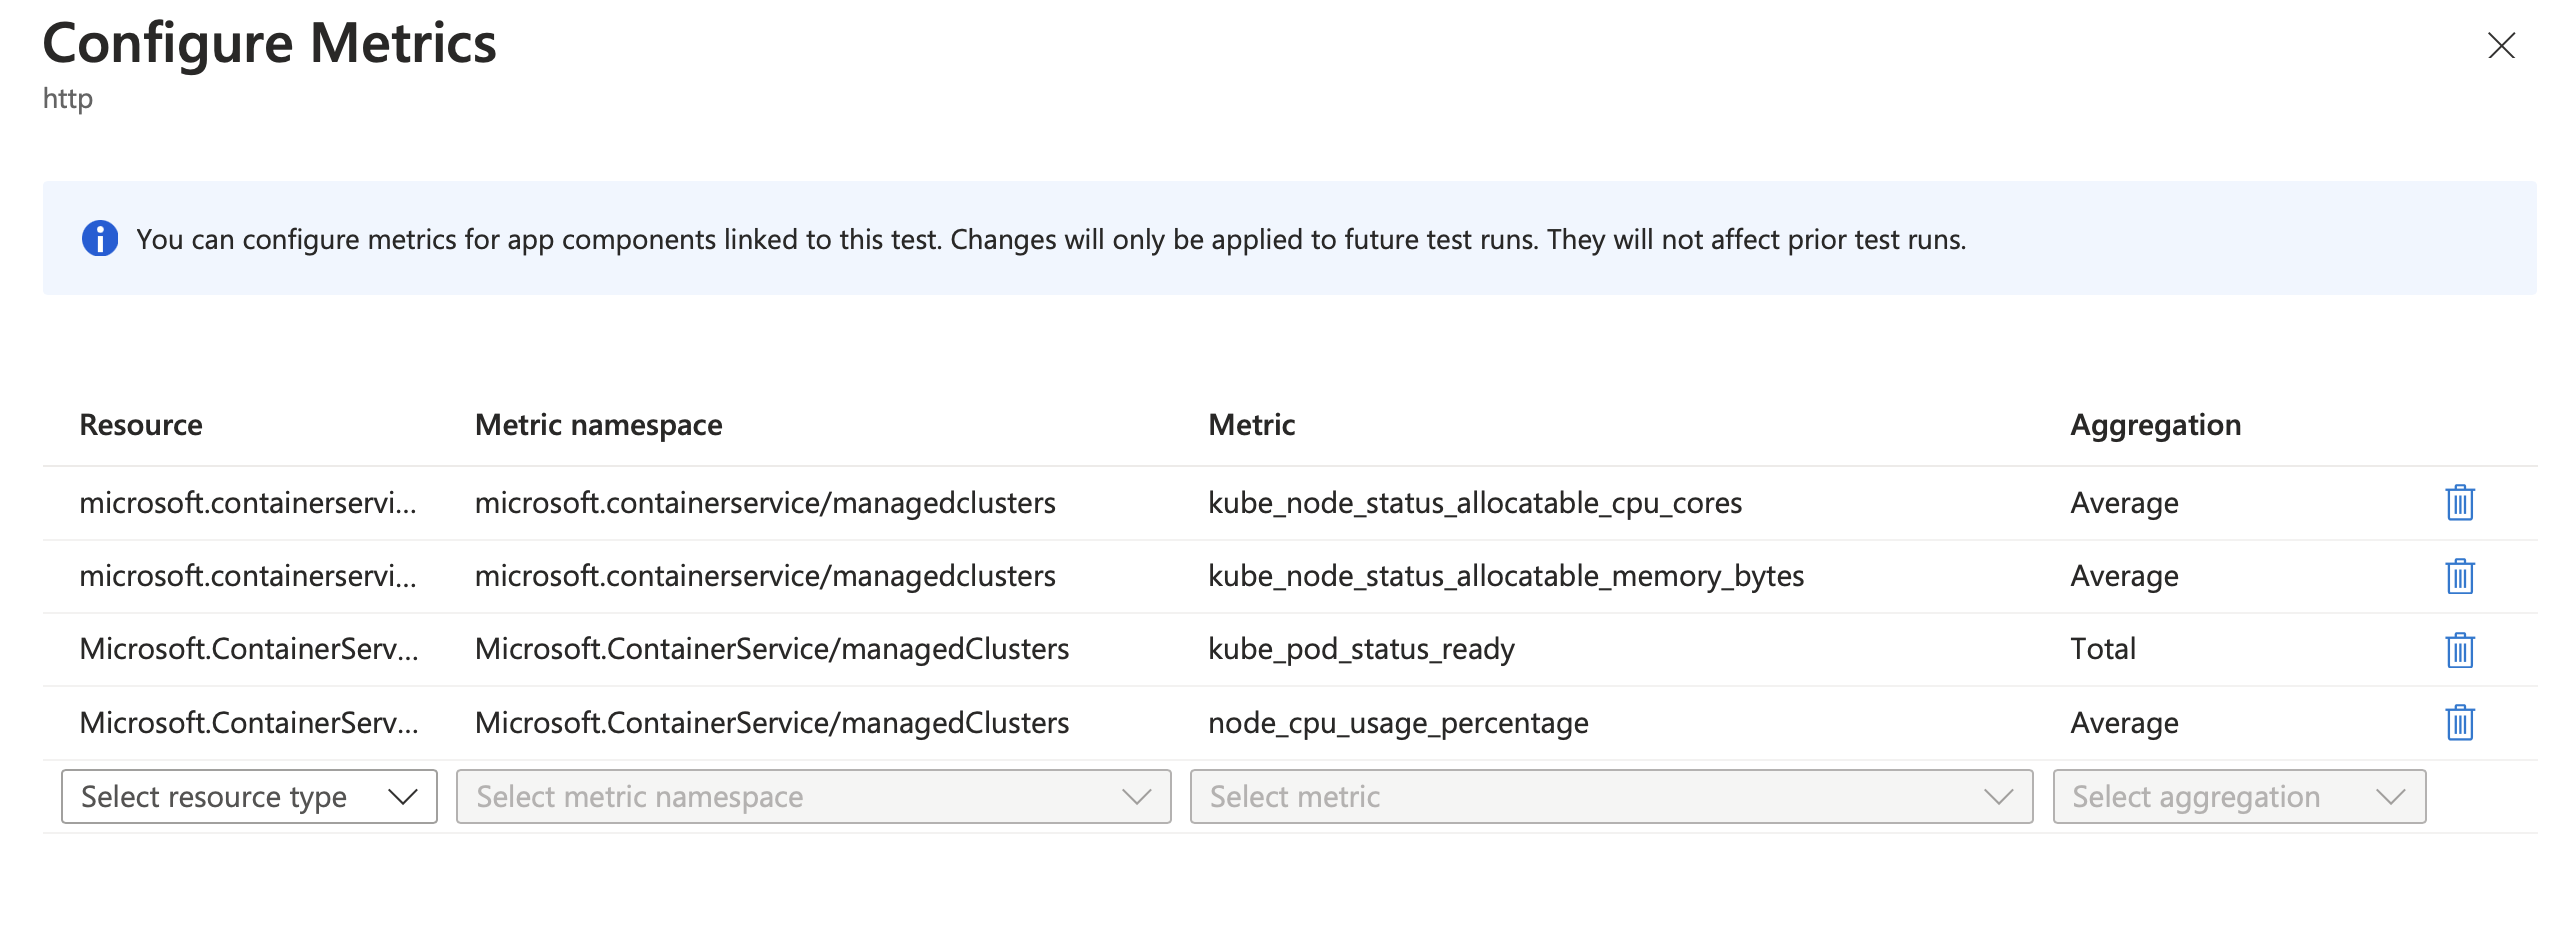 Configure Metrics
http
You can configure metrics for app components linked to this test. Changes will only be applied to future test runs. They will not affect prior test runs.
Resource Metric namespace Metric Aggregation
microsoft.containerservi... microsoft.containerservice/managedclusters kube_node_status_allocatable_cpu_cores Average
microsoft.containerservi... microsoft.containerservice/managedclusters kube_node_status_allocatable_memory_bytes Average
Microsoft.ContainerServ... Microsoft.ContainerService/managedClusters kube_pod_status_ready Total
Microsoft.ContainerServ... Microsoft.ContainerService/managedClusters node_cpu_usage_percentage Average
Select resource type Select metric namespace Select metric Select aggregation